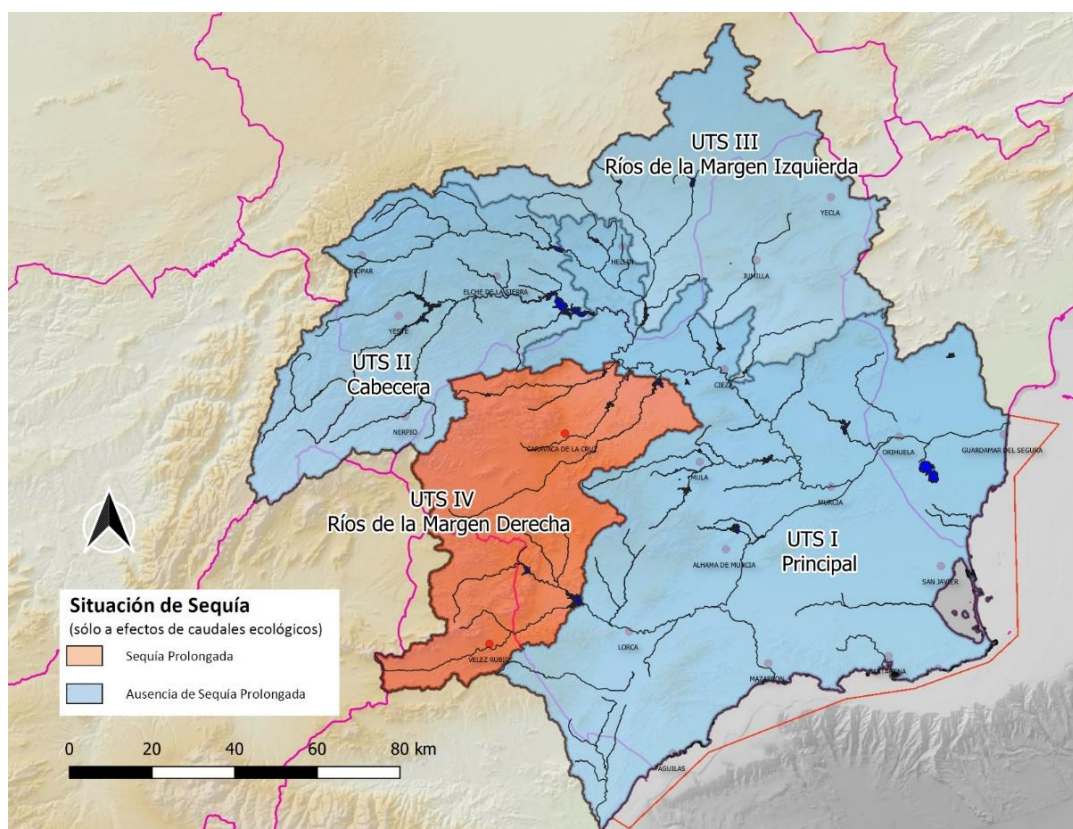 UTS III
Ríos de la Margen Izquierda
YECLA
HELLÍN
RIOPAR
JUMILLA
ELCHE DE LA SIERRA
YESTE
UTS II
Cabecera
CIEZA
NERPIO
CARAVACA DE LA CRUZ
ORIHUELA
GUARDAMAR DEL SEGURA
MULA
MURCIA
UTS IV
Ríos de la Margen Derecha
UTS I
Principal
ALHAMA DE MURCIA
SAN JAVIER
LORCA
VELEZ RUBIO
MAZARRON
CARTAGENA
AGUILAS
Situación de Sequía
(sólo a efectos de caudales ecológicos)
Sequía Prolongada
Ausencia de Sequía Prolongada
0 20 40 60 80 km